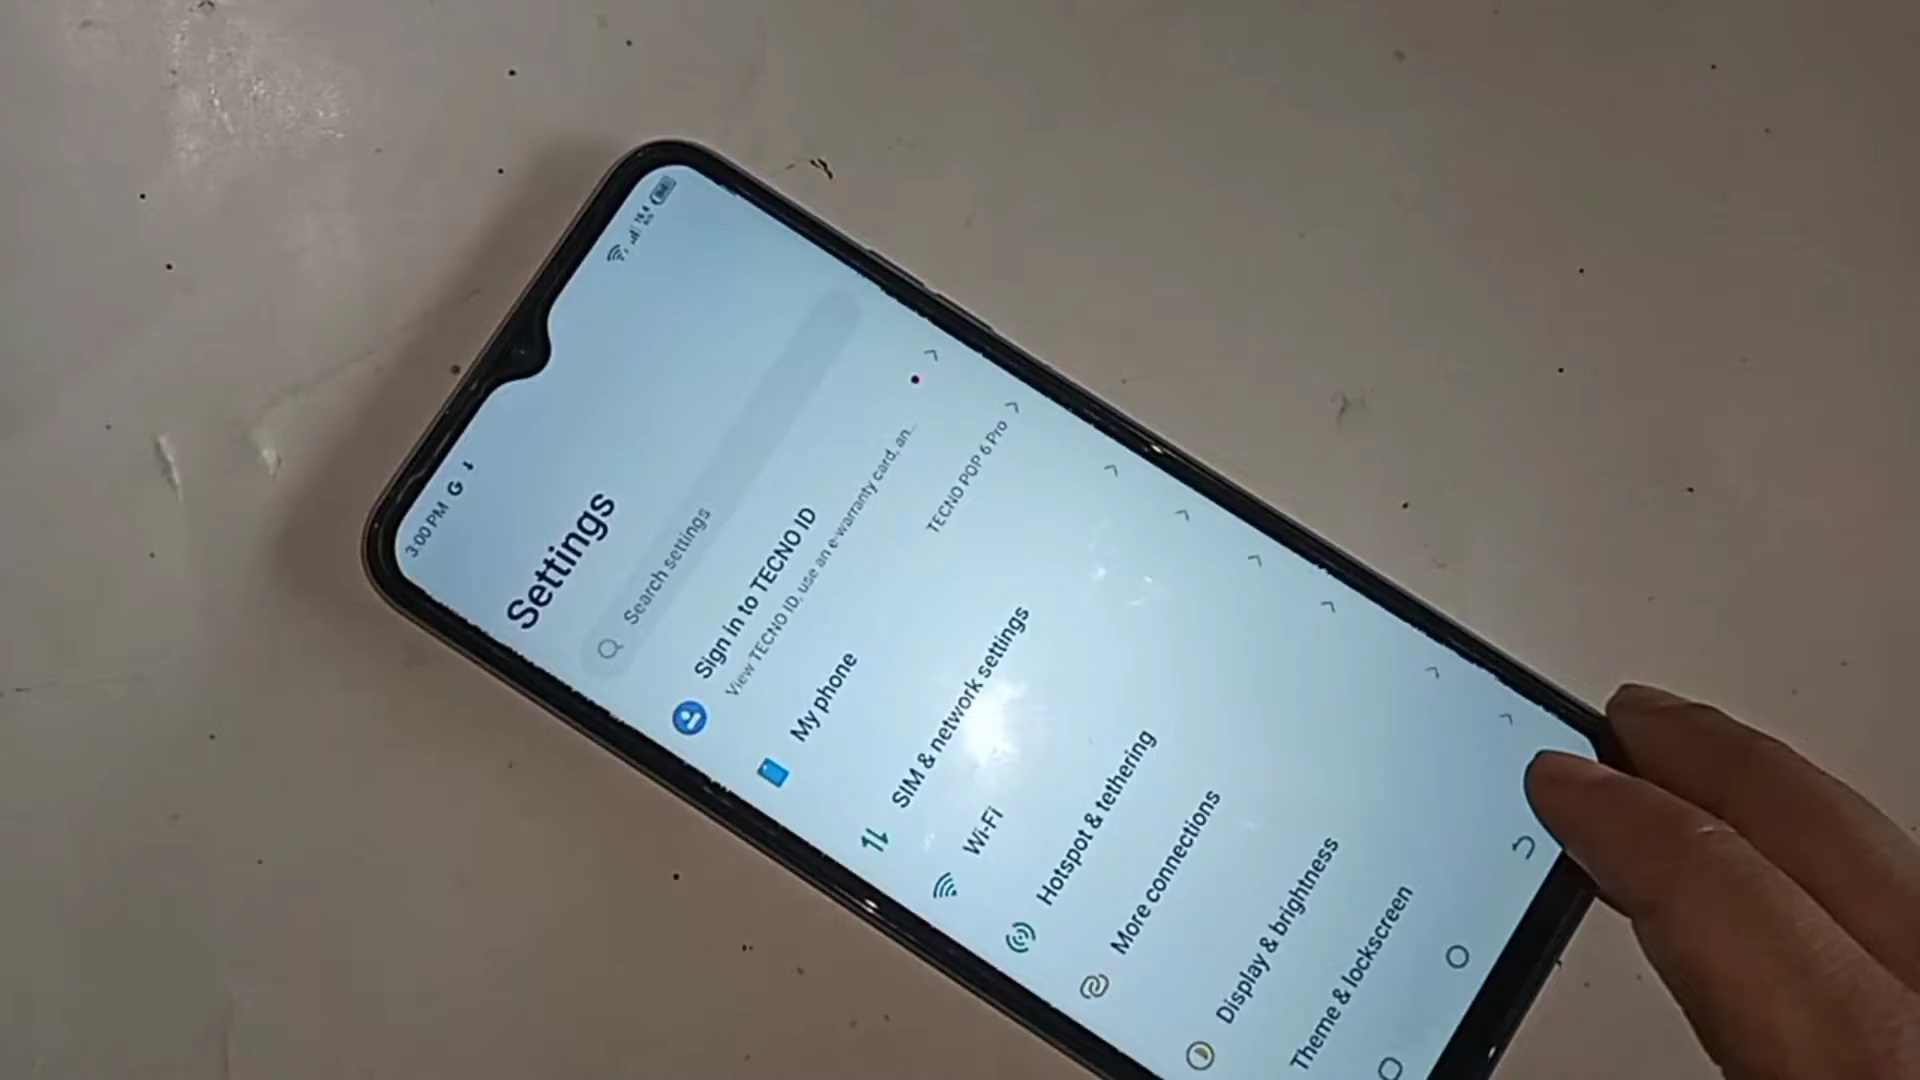 3:00 PM G
Settings
Search settings
Sign in to TECNO ID
View TECNO ID, use an e-warranty card, an...
My phone
TECNO POP 6 Pro
SIM & network settings
Wi-Fi
Hotspot & tethering
More connections
Display & brightness
Theme & lockscreen